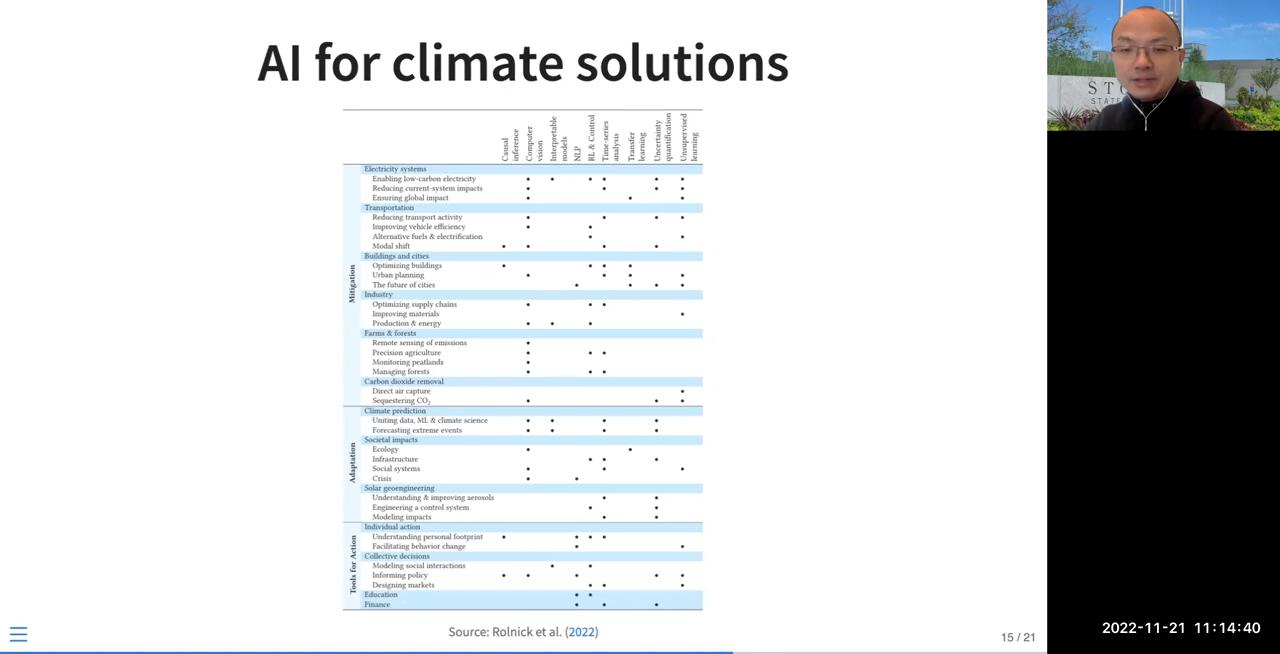 AI for climate solutions
Causal inference
Computer vision
Interpretable models
NLP
RL & Control
Time-series analysis
Transfer learning
Uncertainty quantification
Unsupervised learning
Mitigation
Electricity systems
Enabling low-carbon electricity
Reducing current-system impacts
Ensuring global impact
Transportation
Reducing transport activity
Improving vehicle efficiency
Alternative fuels & electrification
Modal shift
Buildings and cities
Optimizing buildings
Urban planning
The future of cities
Industry
Optimizing supply chains
Improving materials
Production & energy
Farms & forests
Remote sensing of emissions
Precision agriculture
Monitoring peatlands
Managing forests
Carbon dioxide removal
Direct air capture
Sequestering CO₂
Adaptation
Climate prediction
Uniting data, ML & climate science
Forecasting extreme events
Societal impacts
Ecology
Infrastructure
Social systems
Crisis
Solar geoengineering
Understanding & improving aerosols
Engineering a control system
Modeling impacts
Tools for Action
Individual action
Understanding personal footprint
Facilitating behavior change
Collective decisions
Modeling social interactions
Informing policy
Designing markets
Education
Finance
Source: Rolnick et al. (2022)
15 / 21
2022-11-21 11:14:40